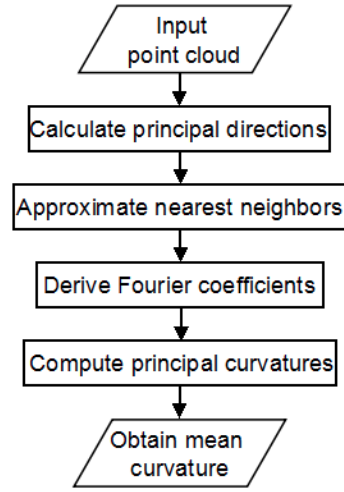 Input
point cloud
Calculate principal directions
Approximate nearest neighbors
Derive Fourier coefficients
Compute principal curvatures
Obtain mean
curvature